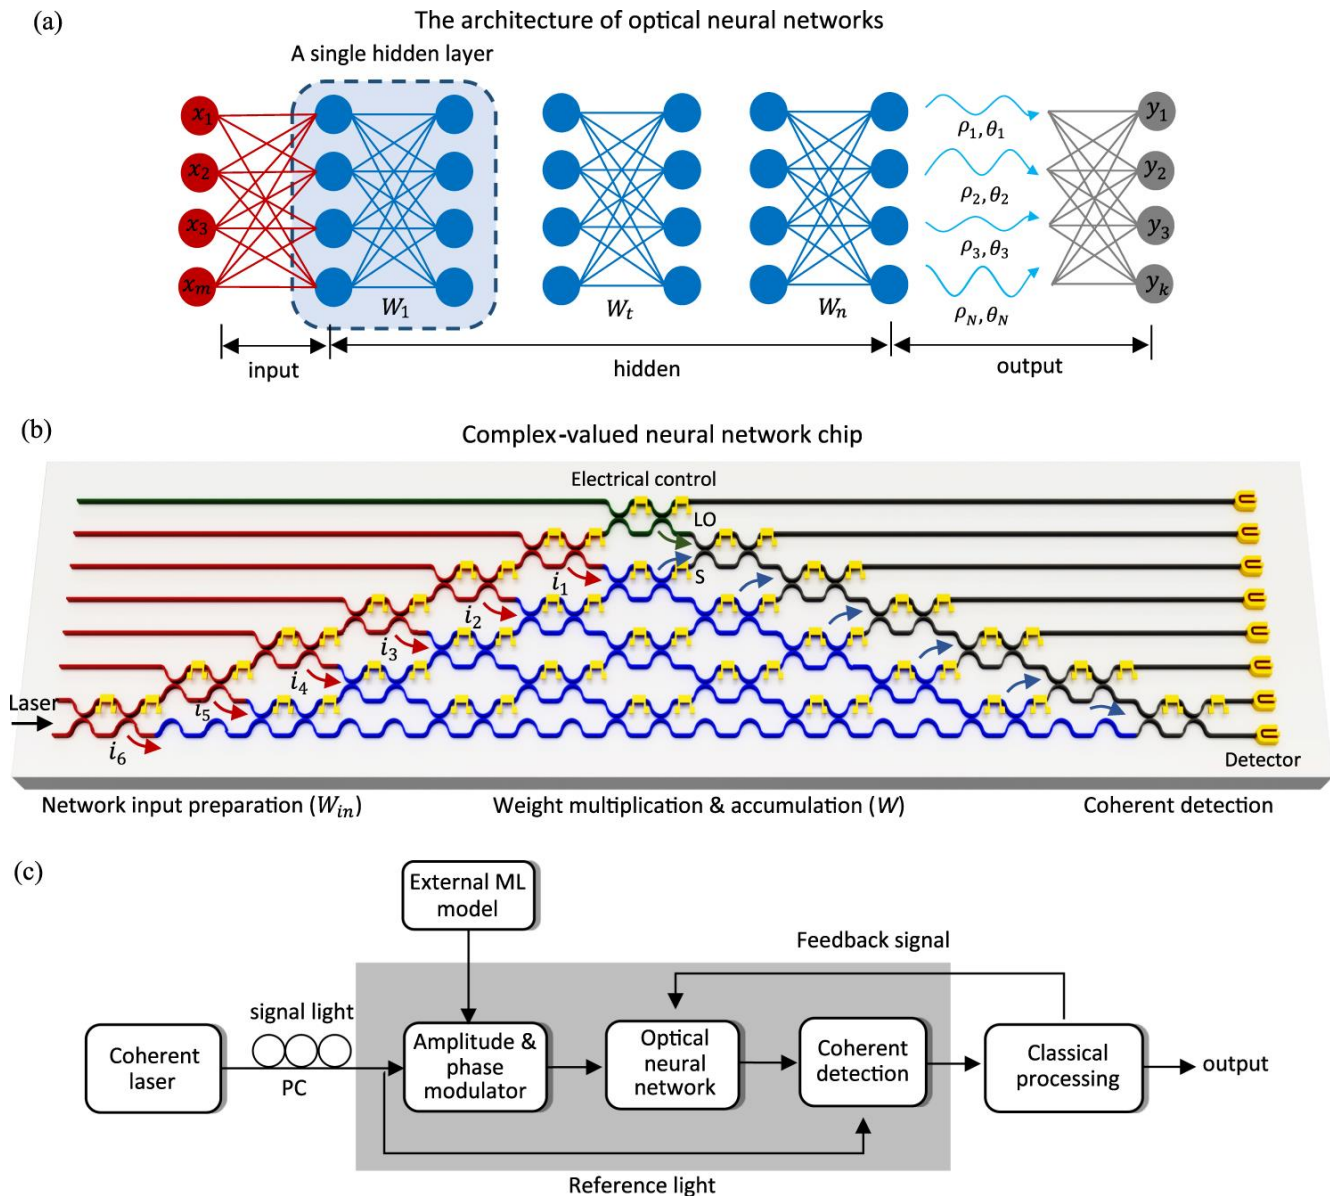 (a)
The architecture of optical neural networks
A single hidden layer
x₁
x₂
x₃
xₘ
W₁
Wₜ
Wₙ
ρ₁, θ₁
ρ₂, θ₂
ρ₃, θ₃
ρ_N, θ_N
y₁
y₂
y₃
yₖ
input
hidden
output
(b)
Complex-valued neural network chip
Electrical control
LO
S
i₁
i₂
i₃
i₄
i₅
i₆
Laser
Detector
Network input preparation (W_in)
Weight multiplication & accumulation (W)
Coherent detection
(c)
External ML
model
Feedback signal
signal light
PC
Coherent
laser
Amplitude &
phase
modulator
Optical
neural
network
Coherent
detection
Classical
processing
output
Reference light